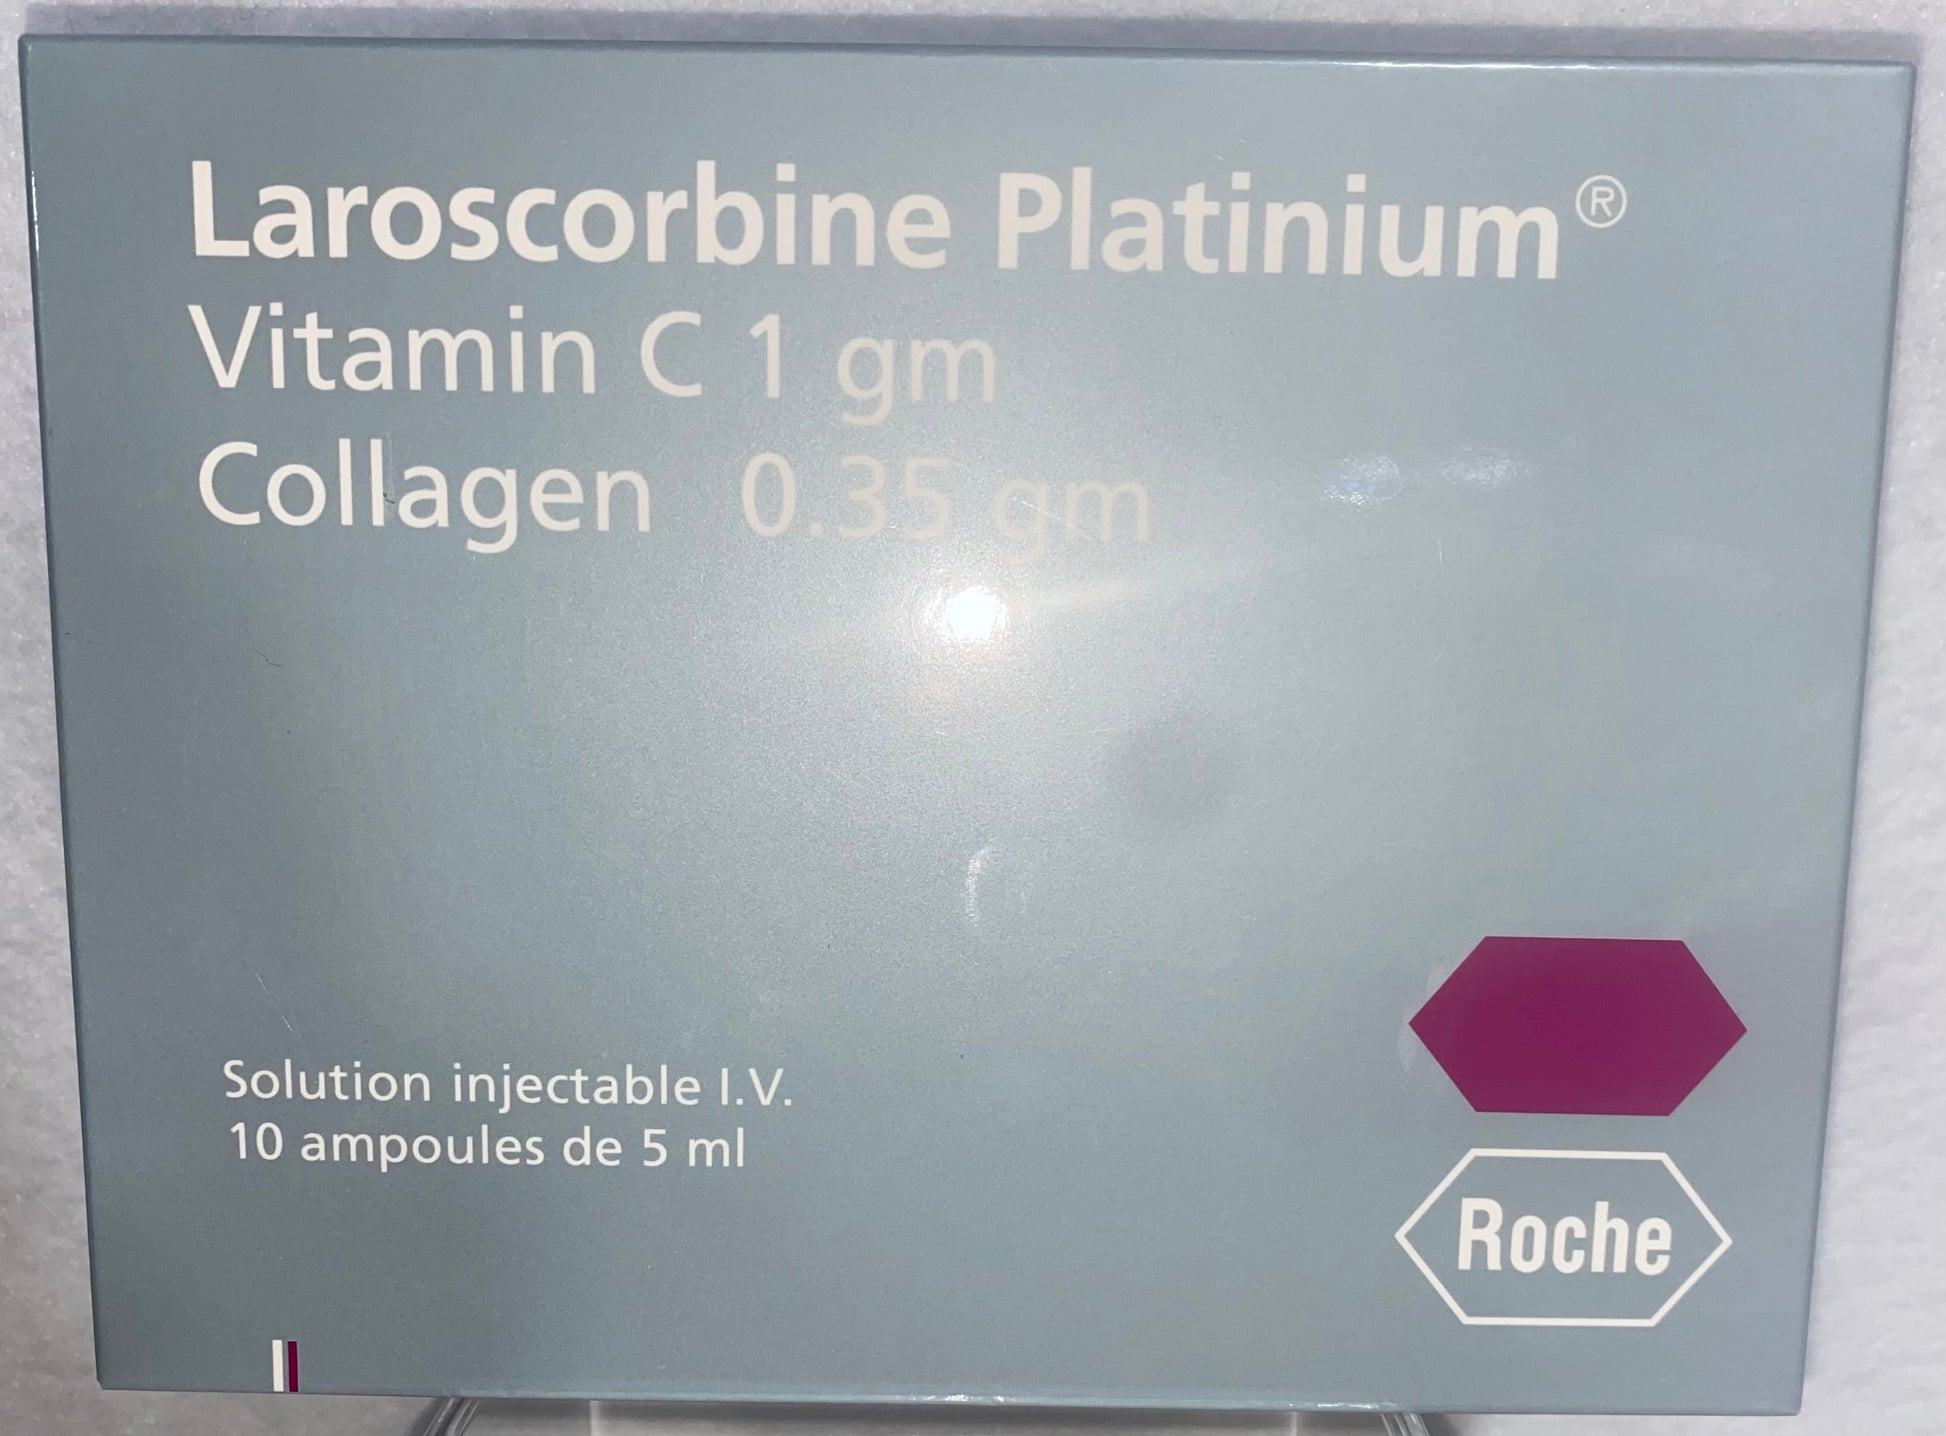 Laroscorbine Platinium®
Vitamin C 1 gm
Collagen 0.35 gm
Solution injectable I.V.
10 ampoules de 5 ml
Roche